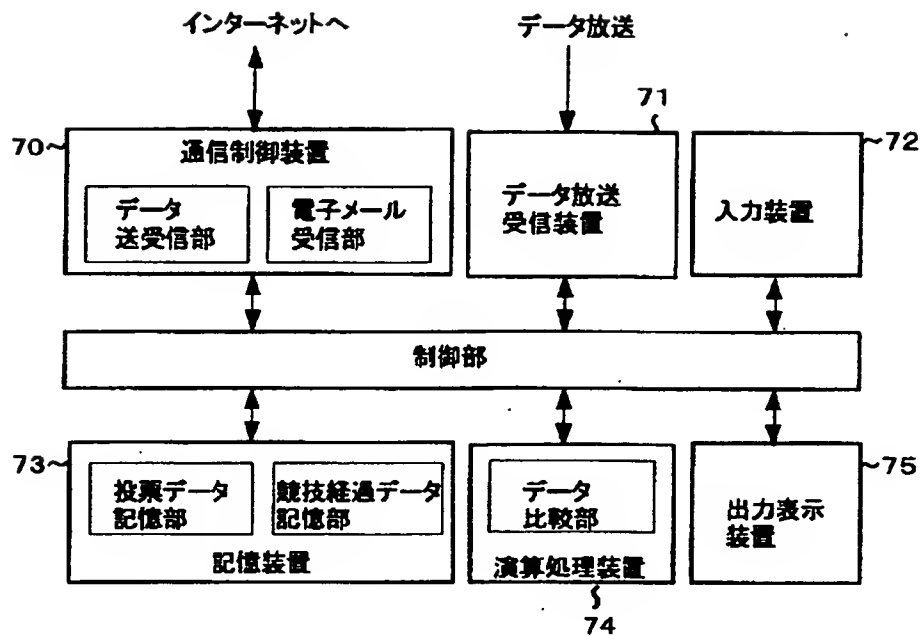 インターネットへ
データ放送
71
70
通信制御装置
データ
送受信部
電子メール
受信部
データ放送
受信装置
72
入力装置
制御部
73
投票データ
記憶部
競技経過データ
記憶部
記憶装置
データ
比較部
演算処理装置
74
75
出力表示
装置